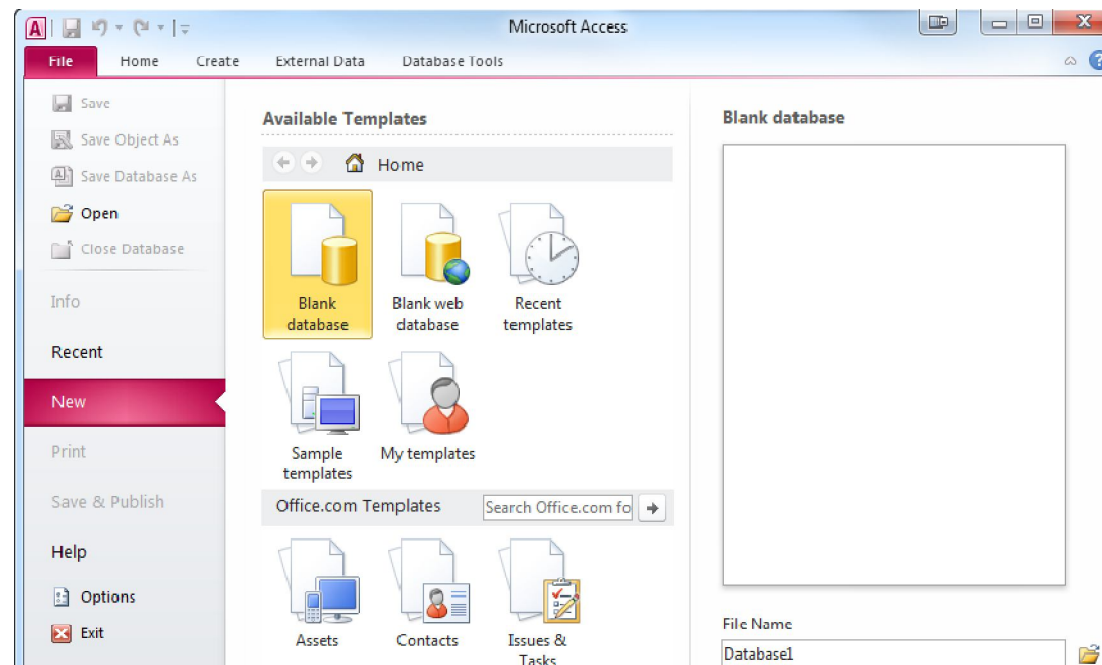 Microsoft Access
File Home Create External Data Database Tools
Save
Save Object As
Save Database As
Open
Close Database
Info
Recent
New
Print
Save & Publish
Help
Options
Exit
Available Templates
Home
Blank database
Blank web database
Recent templates
Sample templates
My templates
Office.com Templates
Search Office.com fo
Assets
Contacts
Issues &
Tasks
Blank database
File Name
Database1